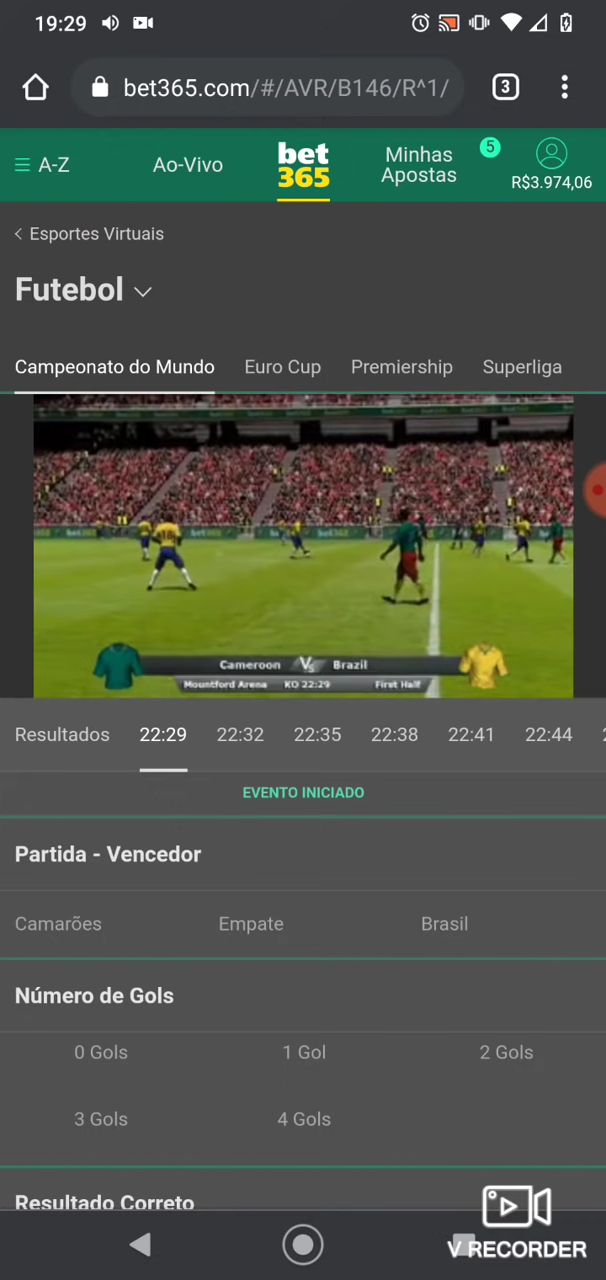 19:29
bet365.com/#/AVR/B146/R^1/
3
A-Z
Ao-Vivo
bet
365
Minhas
Apostas
5
R$3.974,06
Esportes Virtuais
Futebol
Campeonato do Mundo Euro Cup Premiership Superliga
Cameroon Vs Brazil
Mountford Arena KO 22:29 First Half
Resultados 22:29 22:32 22:35 22:38 22:41 22:44
EVENTO INICIADO
Partida - Vencedor
Camarões Empate Brasil
Número de Gols
0 Gols 1 Gol 2 Gols
3 Gols 4 Gols
Resultado Correto
V RECORDER